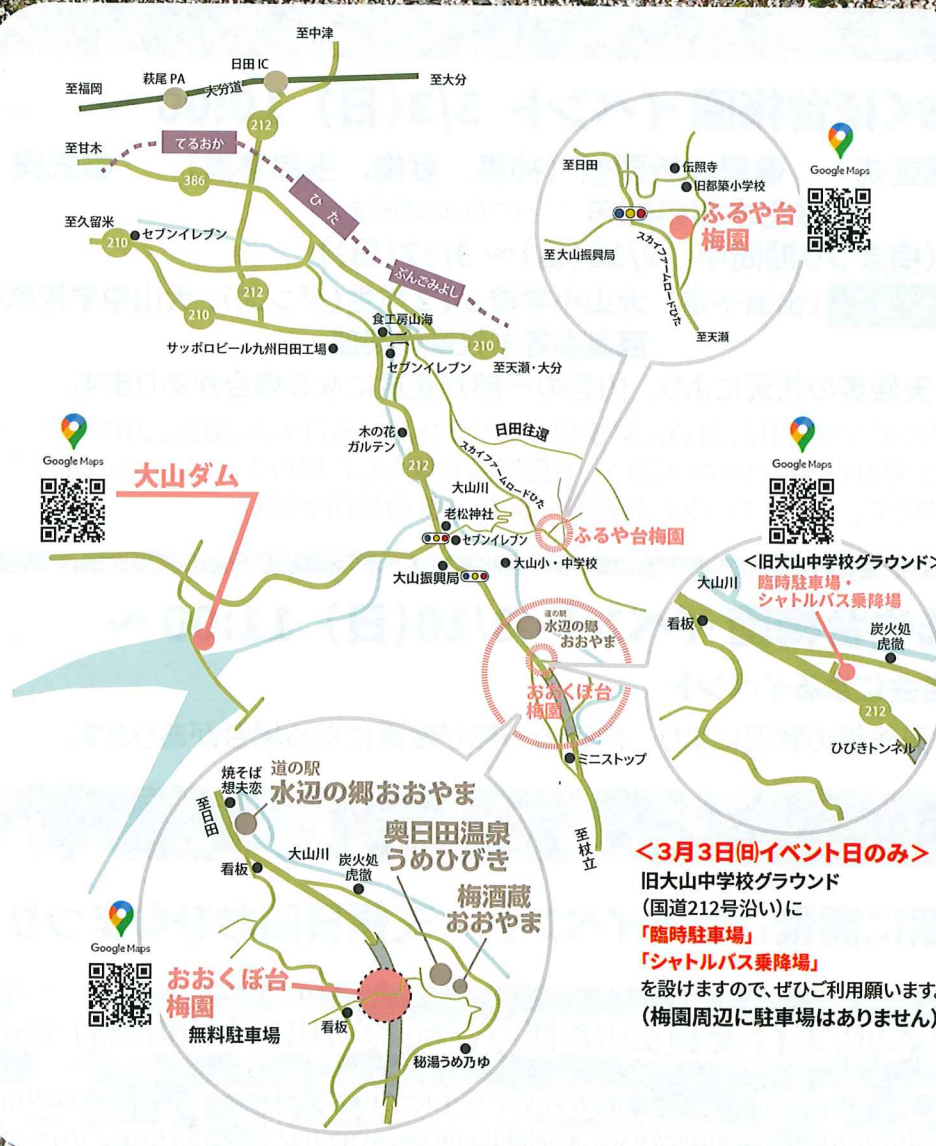 至中津
日田IC
萩尾PA
大分道
至福岡
至大分
212
てるおか
至甘木
386
ひた
至久留米
210
セブンイレブン
ぶんごみよし
212
210
食工房山海
サッポロビール九州日田工場
210
セブンイレブン
至天瀬・大分
至日田
伝照寺
旧都築小学校
ふるや台
梅園
至大山振興局
スカイファームロードひた
至天瀬
Google Maps
木の花
ガルテン
日田往還
212
スカイファームロードひた
大山川
老松神社
セブンイレブン
ふるや台梅園
大山振興局
大山小・中学校
Google Maps
大山ダム
道の駅
水辺の郷
おおやま
おおくぼ台
梅園
ミニストップ
至杖立
Google Maps
<旧大山中学校グラウンド>
臨時駐車場・
シャトルバス乗降場
大山川
看板
炭火処
虎徹
212
ひびきトンネル
焼そば
想夫恋
道の駅
水辺の郷おおやま
至日田
奥日田温泉
うめひびき
大山川
炭火処
虎徹
看板
梅酒蔵
おおやま
Google Maps
おおくぼ台
梅園
看板
無料駐車場
秘湯うめ乃ゆ
<3月3日(日)イベント日のみ>
旧大山中学校グラウンド
(国道212号沿い)に
「臨時駐車場」
「シャトルバス乗降場」
を設けますので、ぜひご利用願います。
(梅園周辺に駐車場はありません)